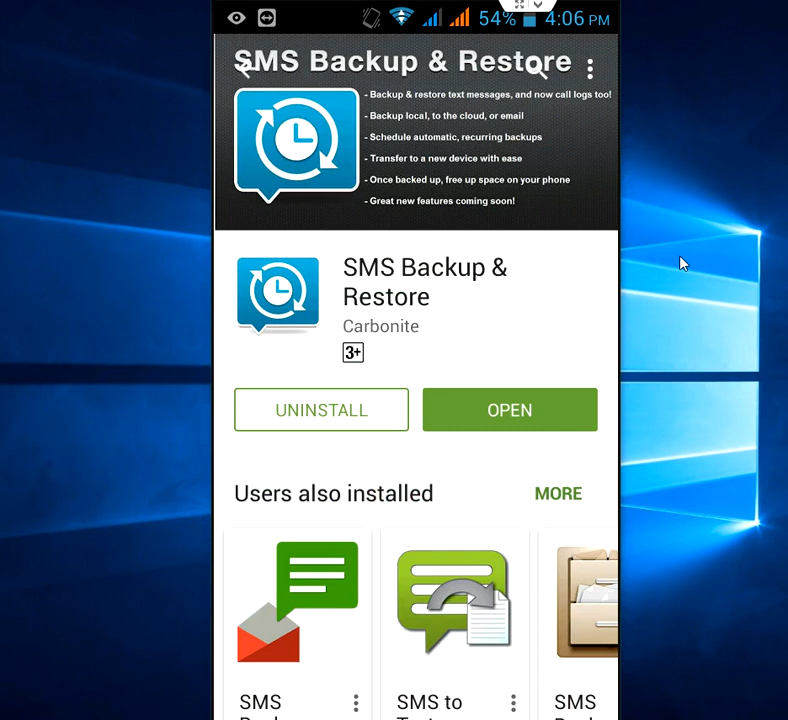 54% 4:06 PM
SMS Backup & Restore
- Backup & restore text messages, and now call logs too!
- Backup local, to the cloud, or email
- Schedule automatic, recurring backups
- Transfer to a new device with ease
- Once backed up, free up space on your phone
- Great new features coming soon!
SMS Backup &
Restore
Carbonite
3+
UNINSTALL
OPEN
Users also installed
MORE
SMS
SMS to
SMS